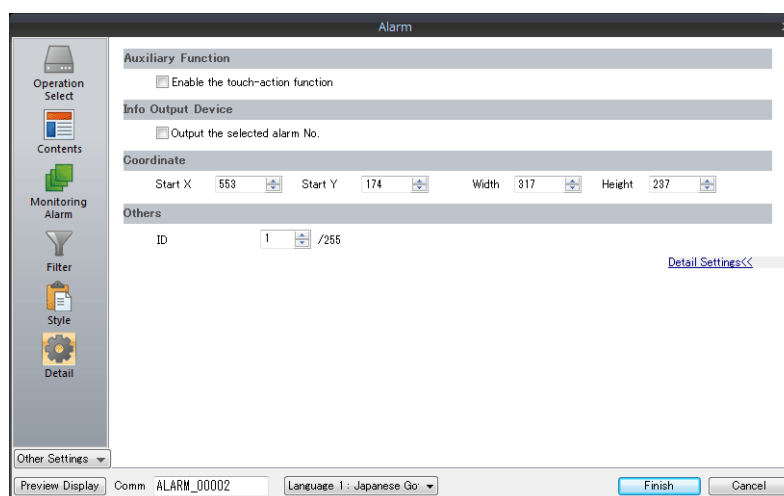 Alarm
Operation
Select
Contents
Monitoring
Alarm
Filter
Style
Detail
Other Settings
Auxiliary Function
Enable the touch-action function
Info Output Device
Output the selected alarm No.
Coordinate
Start X 553 Start Y 174 Width 317 Height 237
Others
ID 1 /255
Detail Settings<<
Preview Display Comm ALARM_00002 Language 1 : Japanese Go Finish Cancel